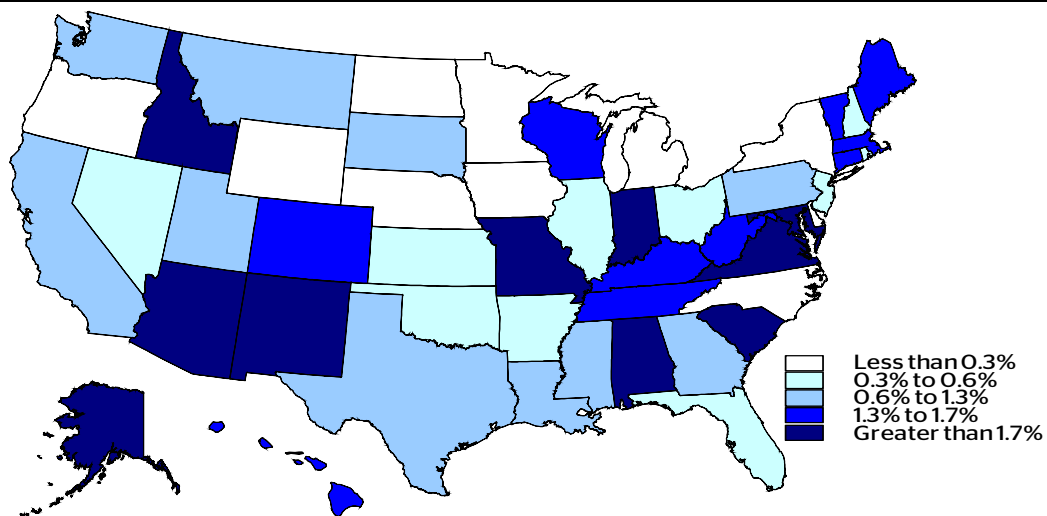 Less than 0.3%
0.3% to 0.6%
0.6% to 1.3%
1.3% to 1.7%
Greater than 1.7%